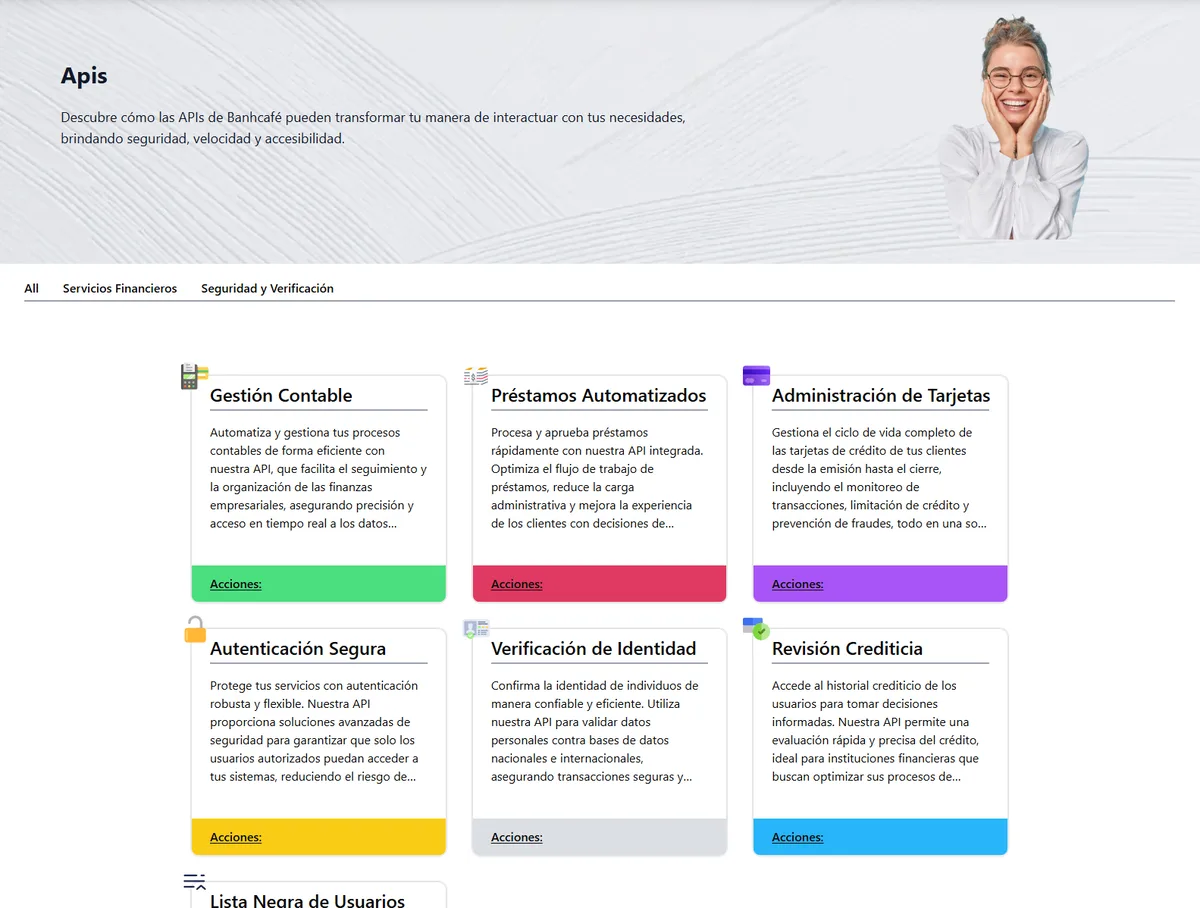 Apis
Descubre cómo las APIs de Banhcafé pueden transformar tu manera de interactuar con tus necesidades,
brindando seguridad, velocidad y accesibilidad.
All
Servicios Financieros
Seguridad y Verificación
Gestión Contable
Automatiza y gestiona tus procesos
contables de forma eficiente con
nuestra API, que facilita el seguimiento y
la organización de las finanzas
empresariales, asegurando precisión y
acceso en tiempo real a los datos...
Acciones:
Préstamos Automatizados
Procesa y aprueba préstamos
rápidamente con nuestra API integrada.
Optimiza el flujo de trabajo de
préstamos, reduce la carga
administrativa y mejora la experiencia
de los clientes con decisiones de...
Acciones:
Administración de Tarjetas
Gestiona el ciclo de vida completo de
las tarjetas de crédito de tus clientes
desde la emisión hasta el cierre,
incluyendo el monitoreo de
transacciones, limitación de crédito y
prevención de fraudes, todo en una so...
Acciones:
Autenticación Segura
Protege tus servicios con autenticación
robusta y flexible. Nuestra API
proporciona soluciones avanzadas de
seguridad para garantizar que solo los
usuarios autorizados puedan acceder a
tus sistemas, reduciendo el riesgo de...
Acciones:
Verificación de Identidad
Confirma la identidad de individuos de
manera confiable y eficiente. Utiliza
nuestra API para validar datos
personales contra bases de datos
nacionales e internacionales,
asegurando transacciones seguras y...
Acciones:
Revisión Crediticia
Accede al historial crediticio de los
usuarios para tomar decisiones
informadas. Nuestra API permite una
evaluación rápida y precisa del crédito,
ideal para instituciones financieras que
buscan optimizar sus procesos de...
Acciones:
Lista Negra de Usuarios